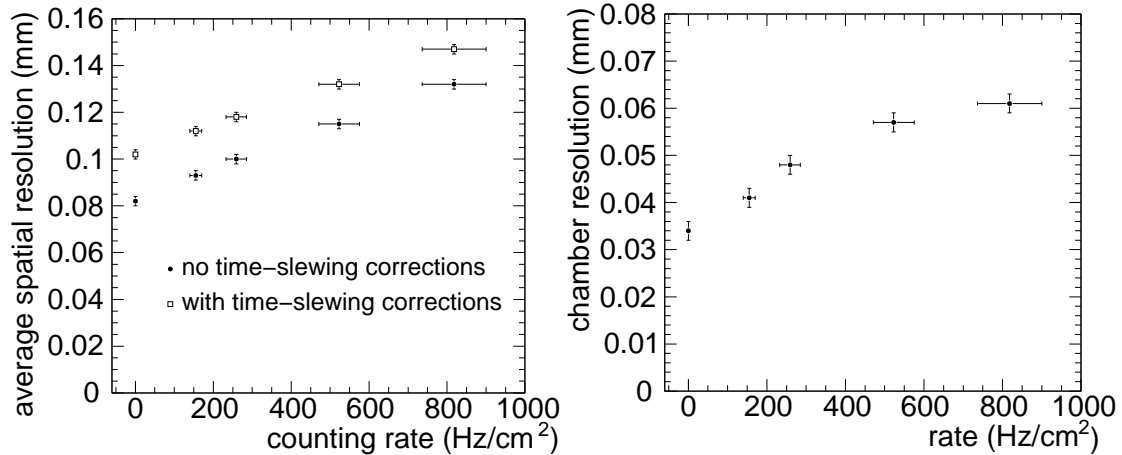 average spatial resolution (mm)
0.16
0.14
0.12
0.1
0.08
0.06
0.04
0.02
0
no time−slewing corrections
with time−slewing corrections
0 200 400 600 800 1000
counting rate (Hz/cm²)
chamber resolution (mm)
0.08
0.07
0.06
0.05
0.04
0.03
0.02
0.01
0
0 200 400 600 800 1000
rate (Hz/cm²)